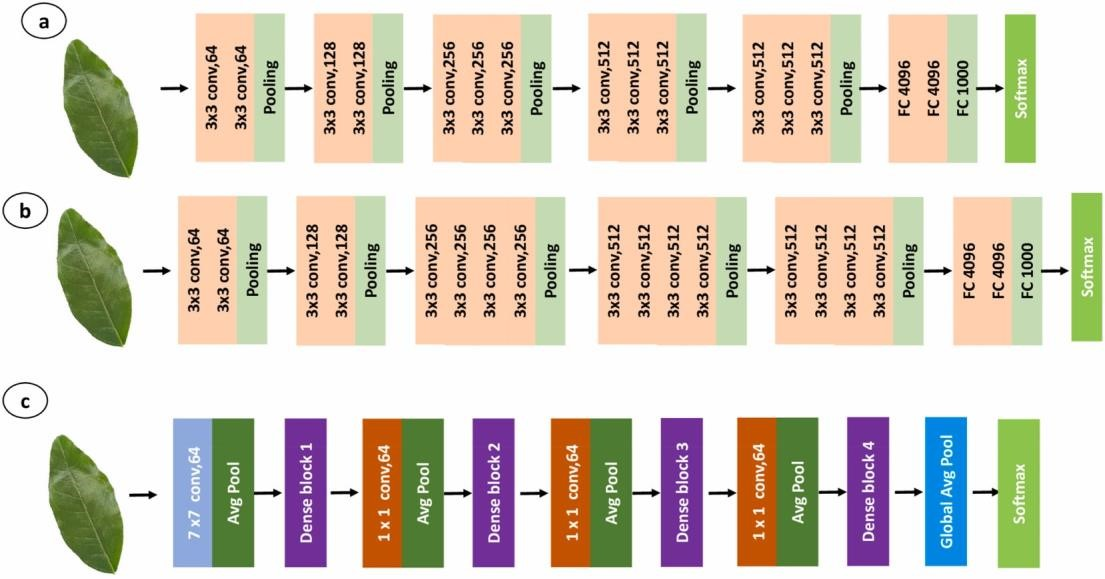 a
3x3 conv,64
3x3 conv,64
Pooling
3x3 conv,128
3x3 conv,128
Pooling
3x3 conv,256
3x3 conv,256
3x3 conv,256
Pooling
3x3 conv,512
3x3 conv,512
3x3 conv,512
Pooling
3x3 conv,512
3x3 conv,512
3x3 conv,512
Pooling
FC 4096
FC 4096
FC 1000
Softmax
b
3x3 conv,64
3x3 conv,64
Pooling
3x3 conv,128
3x3 conv,128
Pooling
3x3 conv,256
3x3 conv,256
3x3 conv,256
3x3 conv,256
Pooling
3x3 conv,512
3x3 conv,512
3x3 conv,512
3x3 conv,512
Pooling
3x3 conv,512
3x3 conv,512
3x3 conv,512
3x3 conv,512
Pooling
FC 4096
FC 4096
FC 1000
Softmax
c
7 x7 conv,64
Avg Pool
Dense block 1
1 x 1 conv,64
Avg Pool
Dense block 2
1 x 1 conv,64
Avg Pool
Dense block 3
1 x 1 conv,64
Avg Pool
Dense block 4
Global Avg Pool
Softmax